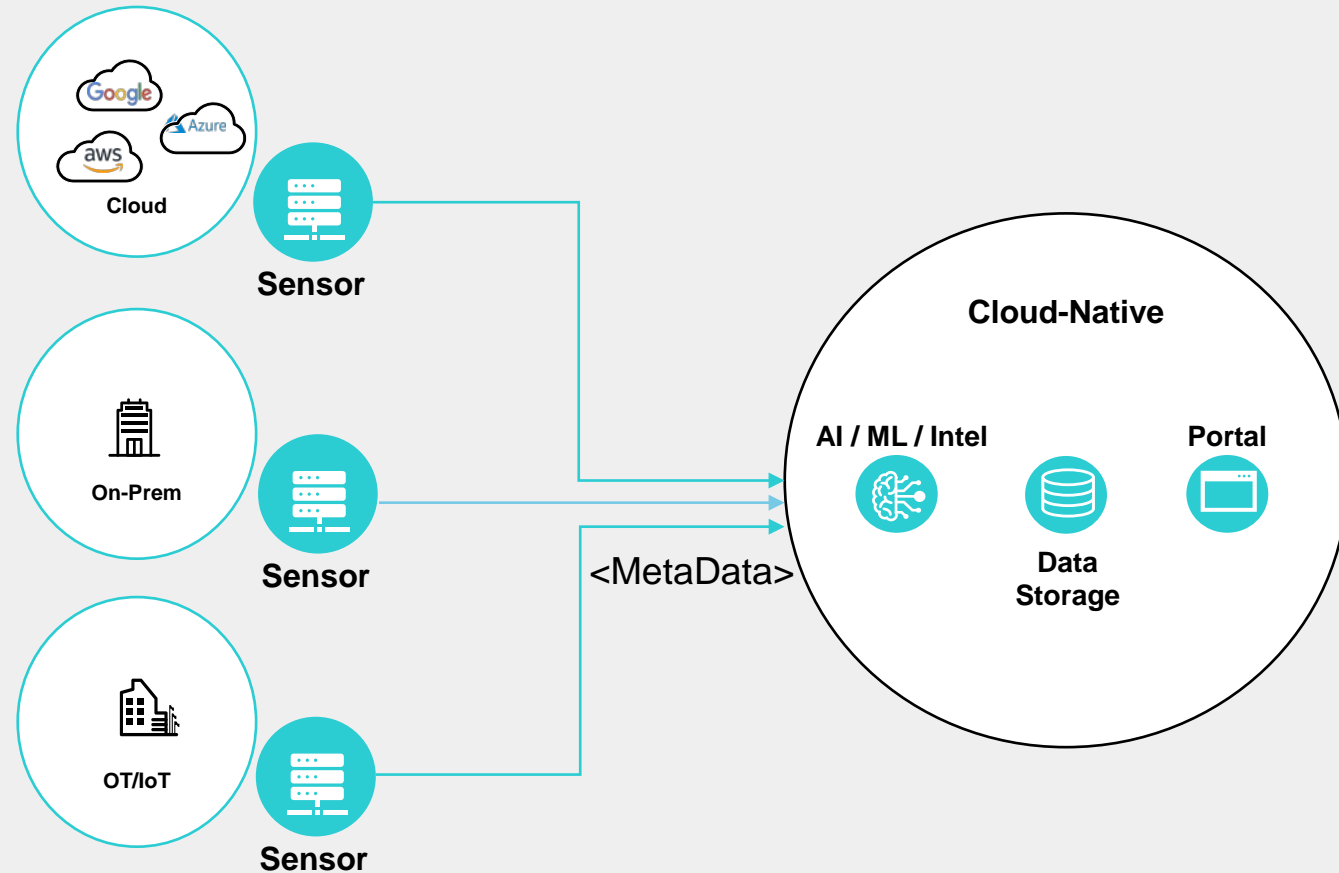 Google
Azure
aws
Cloud
Sensor
On-Prem
Sensor
OT/IoT
Sensor
<MetaData>
Cloud-Native
AI / ML / Intel
Portal
Data
Storage